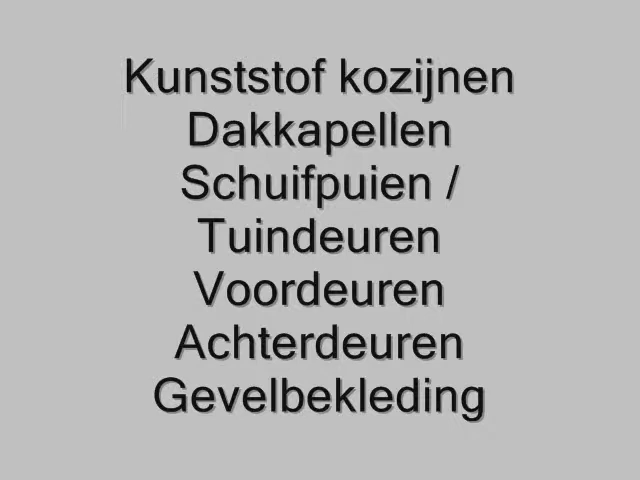 Kunststof kozijnen
Dakkapellen
Schuifpuien /
Tuindeuren
Voordeuren
Achterdeuren
Gevelbekleding